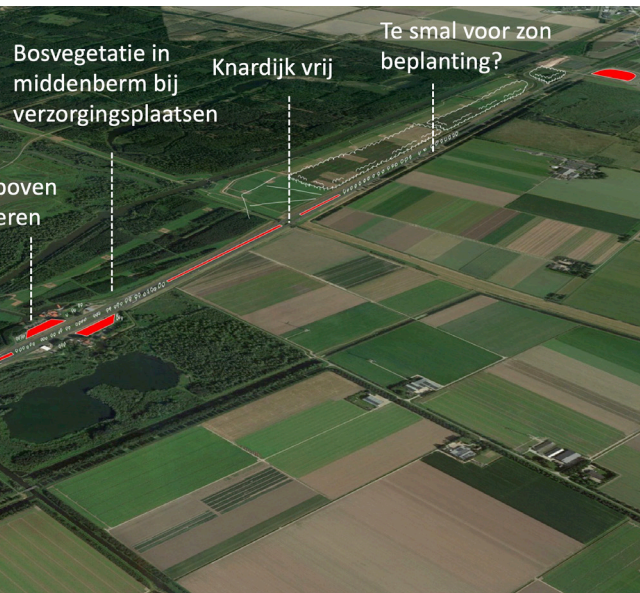 Te smal voor zon
beplanting?
Bosvegetatie in
middenberm bij
verzorgingsplaatsen
Knardijk vrij
boven
eren